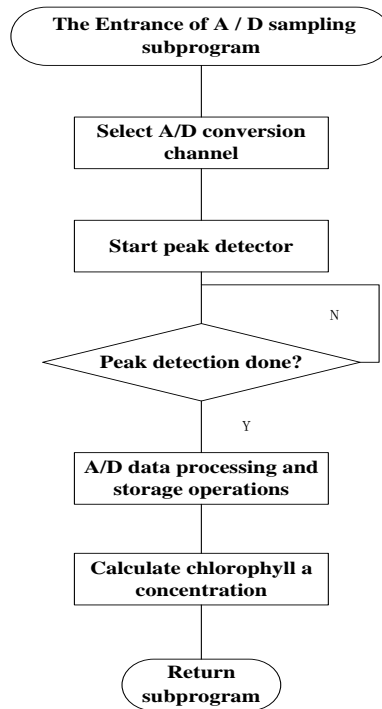 The Entrance of A / D sampling
subprogram
Select A/D conversion
channel
Start peak detector
N
Peak detection done?
Y
A/D data processing and
storage operations
Calculate chlorophyll a
concentration
Return
subprogram